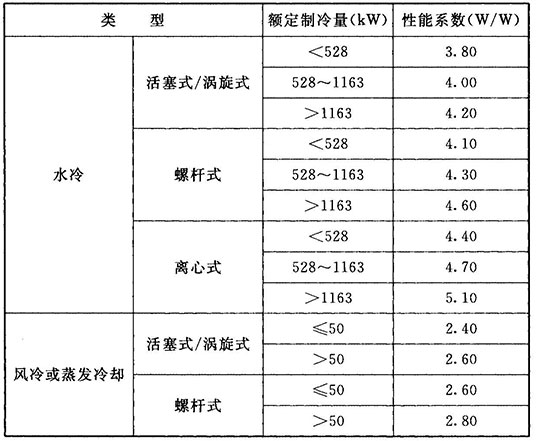 类 型 额定制冷量(kW) 性能系数(W/W)
水冷 活塞式/涡旋式 <528 3.80
528～1163 4.00
>1163 4.20
螺杆式 <528 4.10
528～1163 4.30
>1163 4.60
离心式 <528 4.40
528～1163 4.70
>1163 5.10
风冷或蒸发冷却 活塞式/涡旋式 ⩽50 2.40
>50 2.60
螺杆式 ⩽50 2.60
>50 2.80